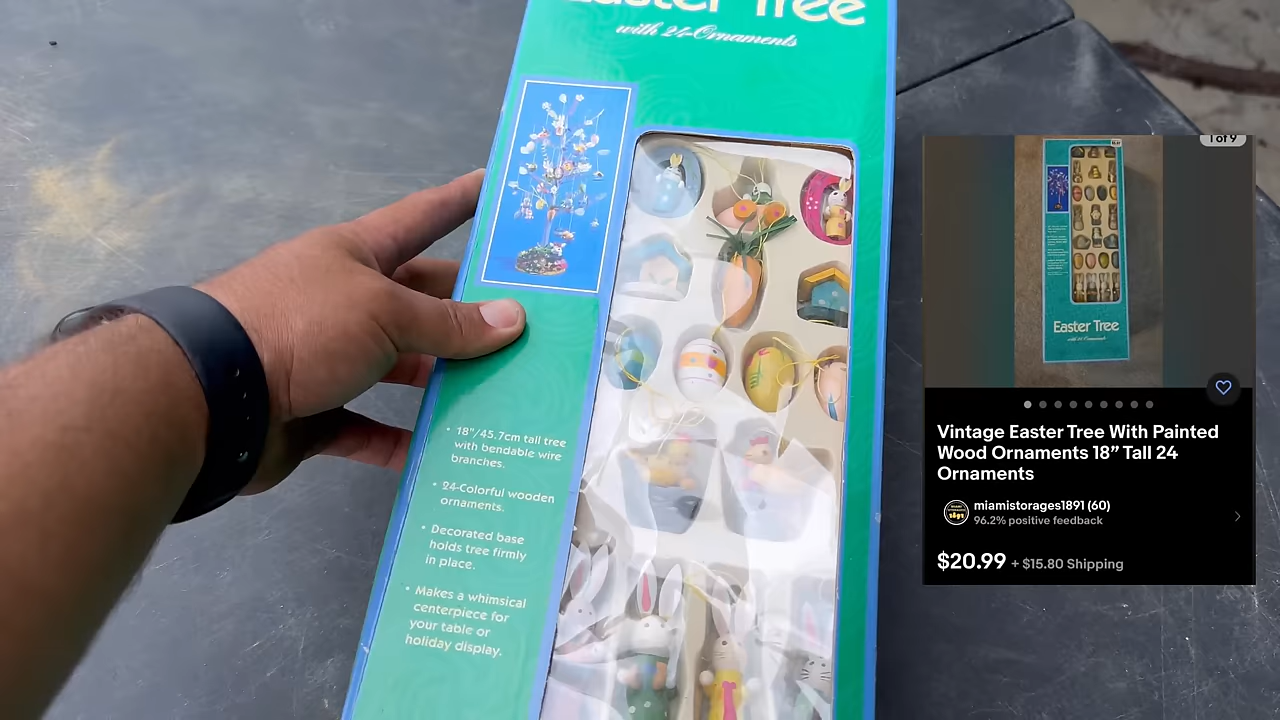 Easter Tree
with 24-Ornaments
• 18"/45.7cm tall tree
with bendable wire
branches.
• 24-Colorful wooden
ornaments.
• Decorated base
holds tree firmly
in place.
• Makes a whimsical
centerpiece for
your table or
holiday display.
1 of 9
Easter Tree
Vintage Easter Tree With Painted
Wood Ornaments 18” Tall 24
Ornaments
miamistorages1891 (60)
96.2% positive feedback
$20.99 + $15.80 Shipping